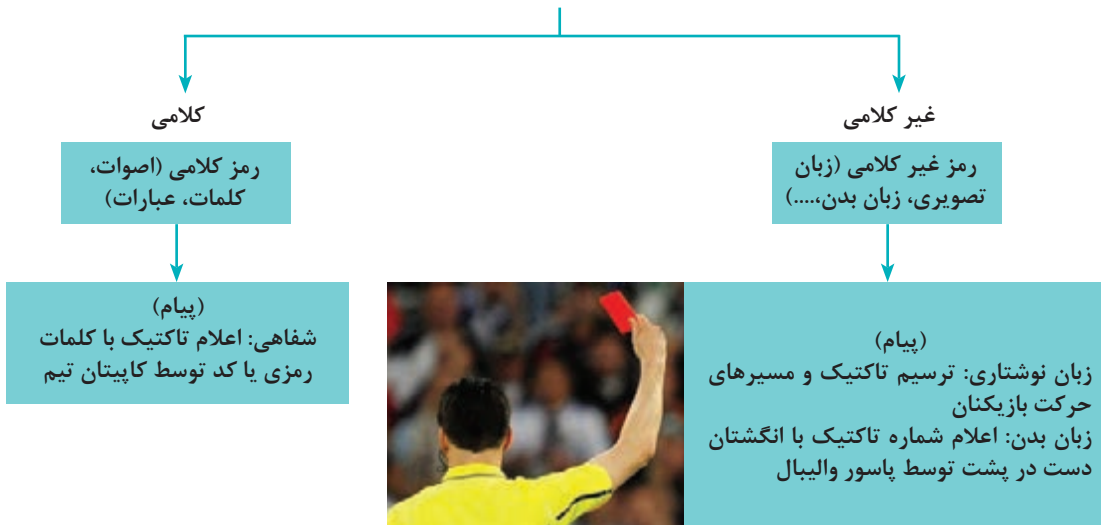 غیر کلامی
رمز غیر کلامی (زبان
تصویری، زبان بدن،....)
(پیام)
زبان نوشتاری: ترسیم تاکتیک و مسیرهای
حرکت بازیکنان
زبان بدن: اعلام شماره تاکتیک با انگشتان
دست در پشت توسط پاسور والیبال
کلامی
رمز کلامی (اصوات،
کلمات، عبارات)
(پیام)
شفاهی: اعلام تاکتیک با کلمات
رمزی یا کد توسط کاپیتان تیم